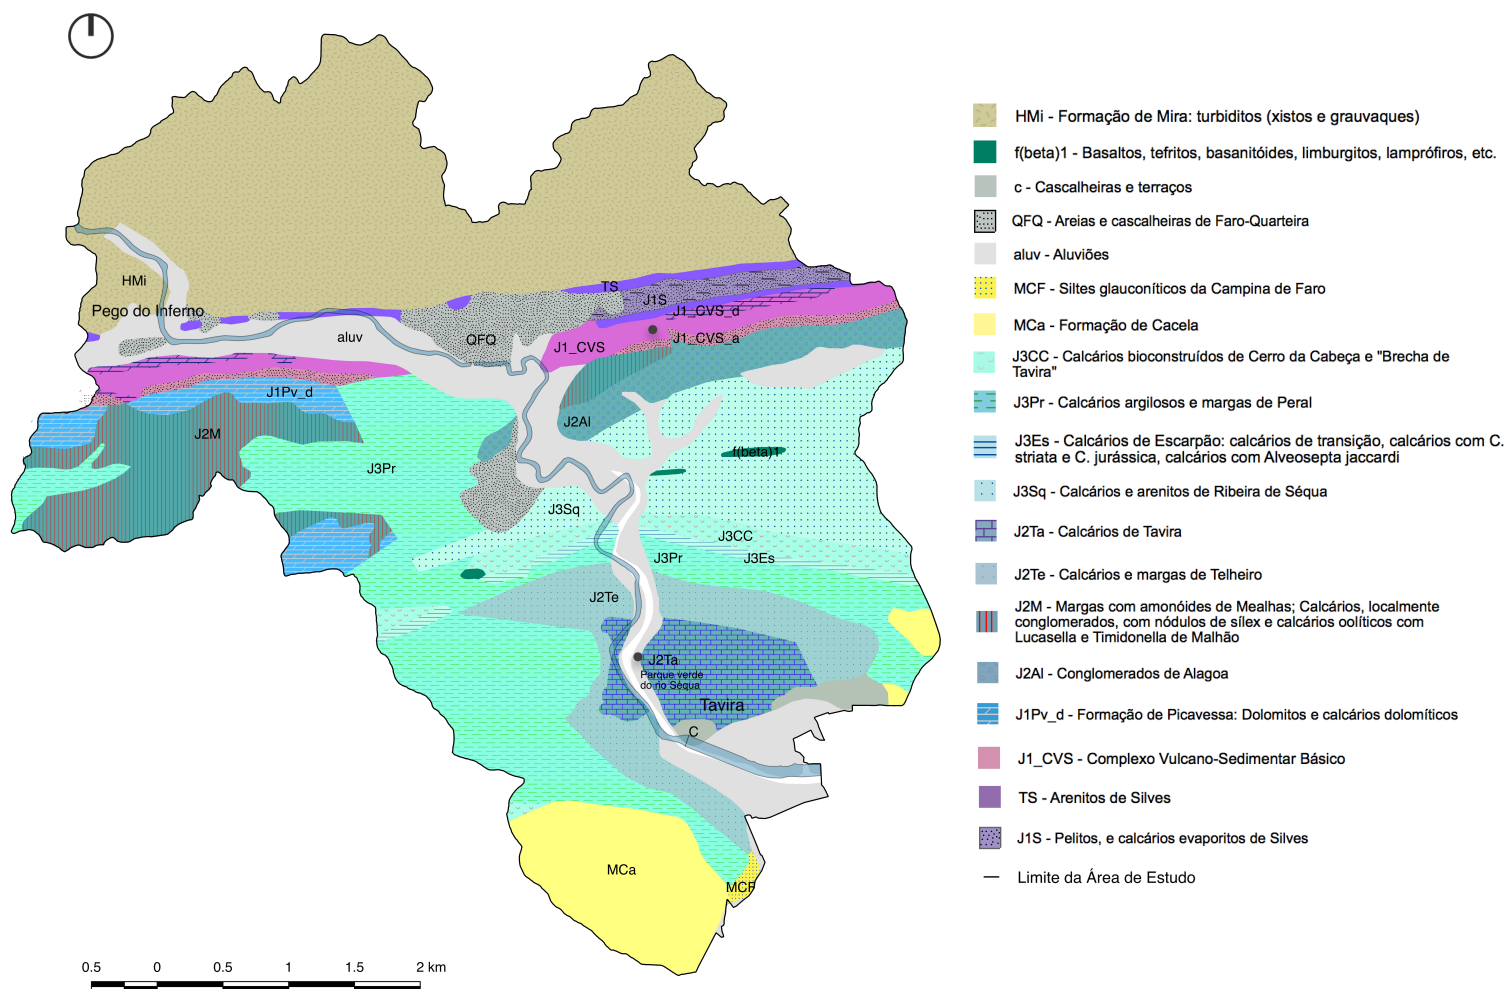 HMi
Pego do Inferno
aluv
QFQ
TS
J1S
J1_CVS_d
J1_CVS_a
J1_CVS
J1Pv_d
J2M
J2Al
J3Pr
f(beta)1
J3Sq
J3CC
J3Pr
J3Es
J2Te
J2Ta
Parque verde
do rio Séqua
Tavira
C
MCa
MCF
0.5 0 0.5 1 1.5 2 km
HMi - Formação de Mira: turbiditos (xistos e grauvaques)
f(beta)1 - Basaltos, tefritos, basanitóides, limburgitos, lamprófiros, etc.
c - Cascalheiras e terraços
QFQ - Areias e cascalheiras de Faro-Quarteira
aluv - Aluviões
MCF - Siltes glauconíticos da Campina de Faro
MCa - Formação de Cacela
J3CC - Calcários bioconstruídos de Cerro da Cabeça e "Brecha de
Tavira"
J3Pr - Calcários argilosos e margas de Peral
J3Es - Calcários de Escarpão: calcários de transição, calcários com C.
striata e C. jurássica, calcários com Alveosepta jaccardi
J3Sq - Calcários e arenitos de Ribeira de Séqua
J2Ta - Calcários de Tavira
J2Te - Calcários e margas de Telheiro
J2M - Margas com amonóides de Mealhas; Calcários, localmente
conglomerados, com nódulos de sílex e calcários oolíticos com
Lucasella e Timidonella de Malhão
J2Al - Conglomerados de Alagoa
J1Pv_d - Formação de Picavessa: Dolomitos e calcários dolomíticos
J1_CVS - Complexo Vulcano-Sedimentar Básico
TS - Arenitos de Silves
J1S - Pelitos, e calcários evaporitos de Silves
Limite da Área de Estudo